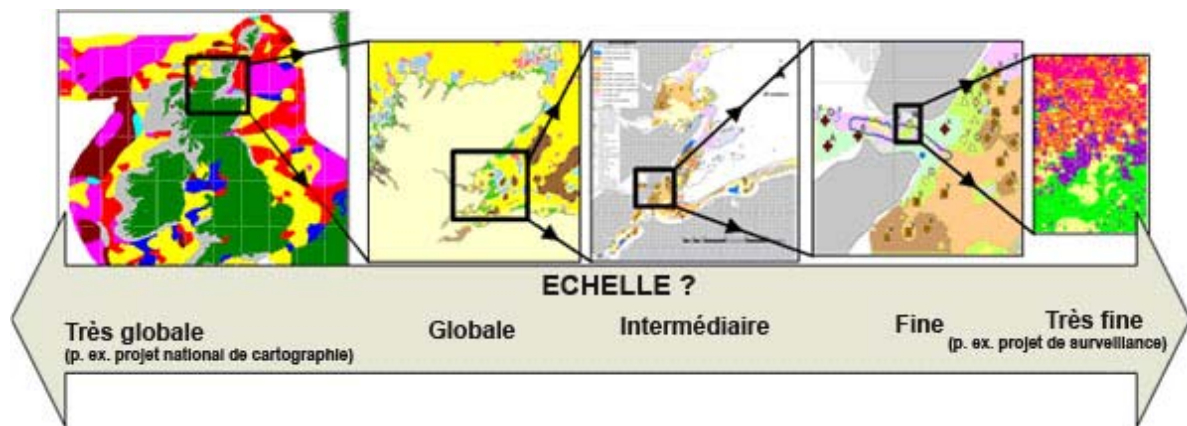 ECHELLE ?
Très globale
(p. ex. projet national de cartographie)
Globale
Intermédiaire
Fine
Très fine
(p. ex. projet de surveillance)